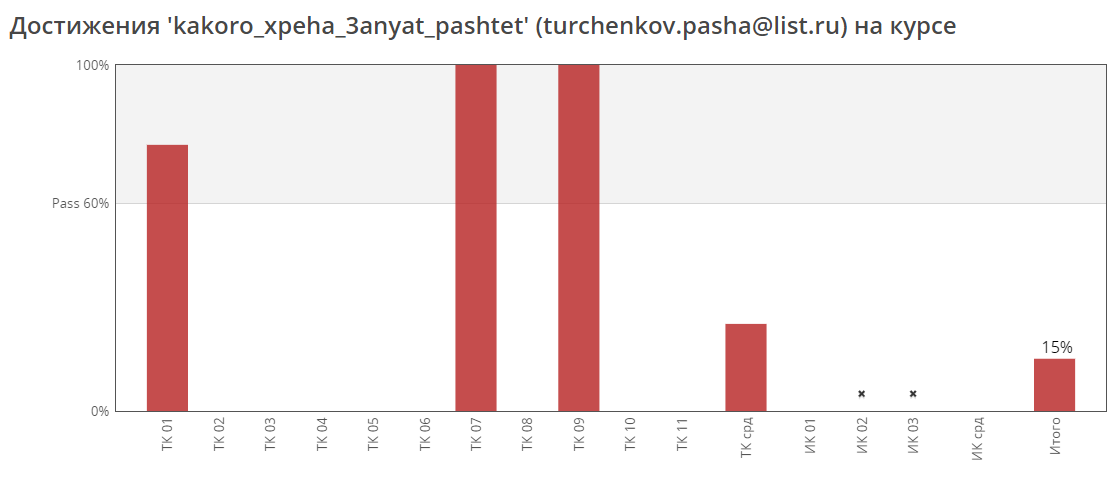 Достижения 'kakoro_xpeha_3anyat_pashtet' (turchenkov.pasha@list.ru) на курсе
100%
Pass 60%
15%
0%
ТК 01
ТК 02
ТК 03
ТК 04
ТК 05
ТК 06
ТК 07
ТК 08
ТК 09
ТК 10
ТК 11
ТК срд
ИК 01
ИК 02
ИК 03
ИК срд
Итого